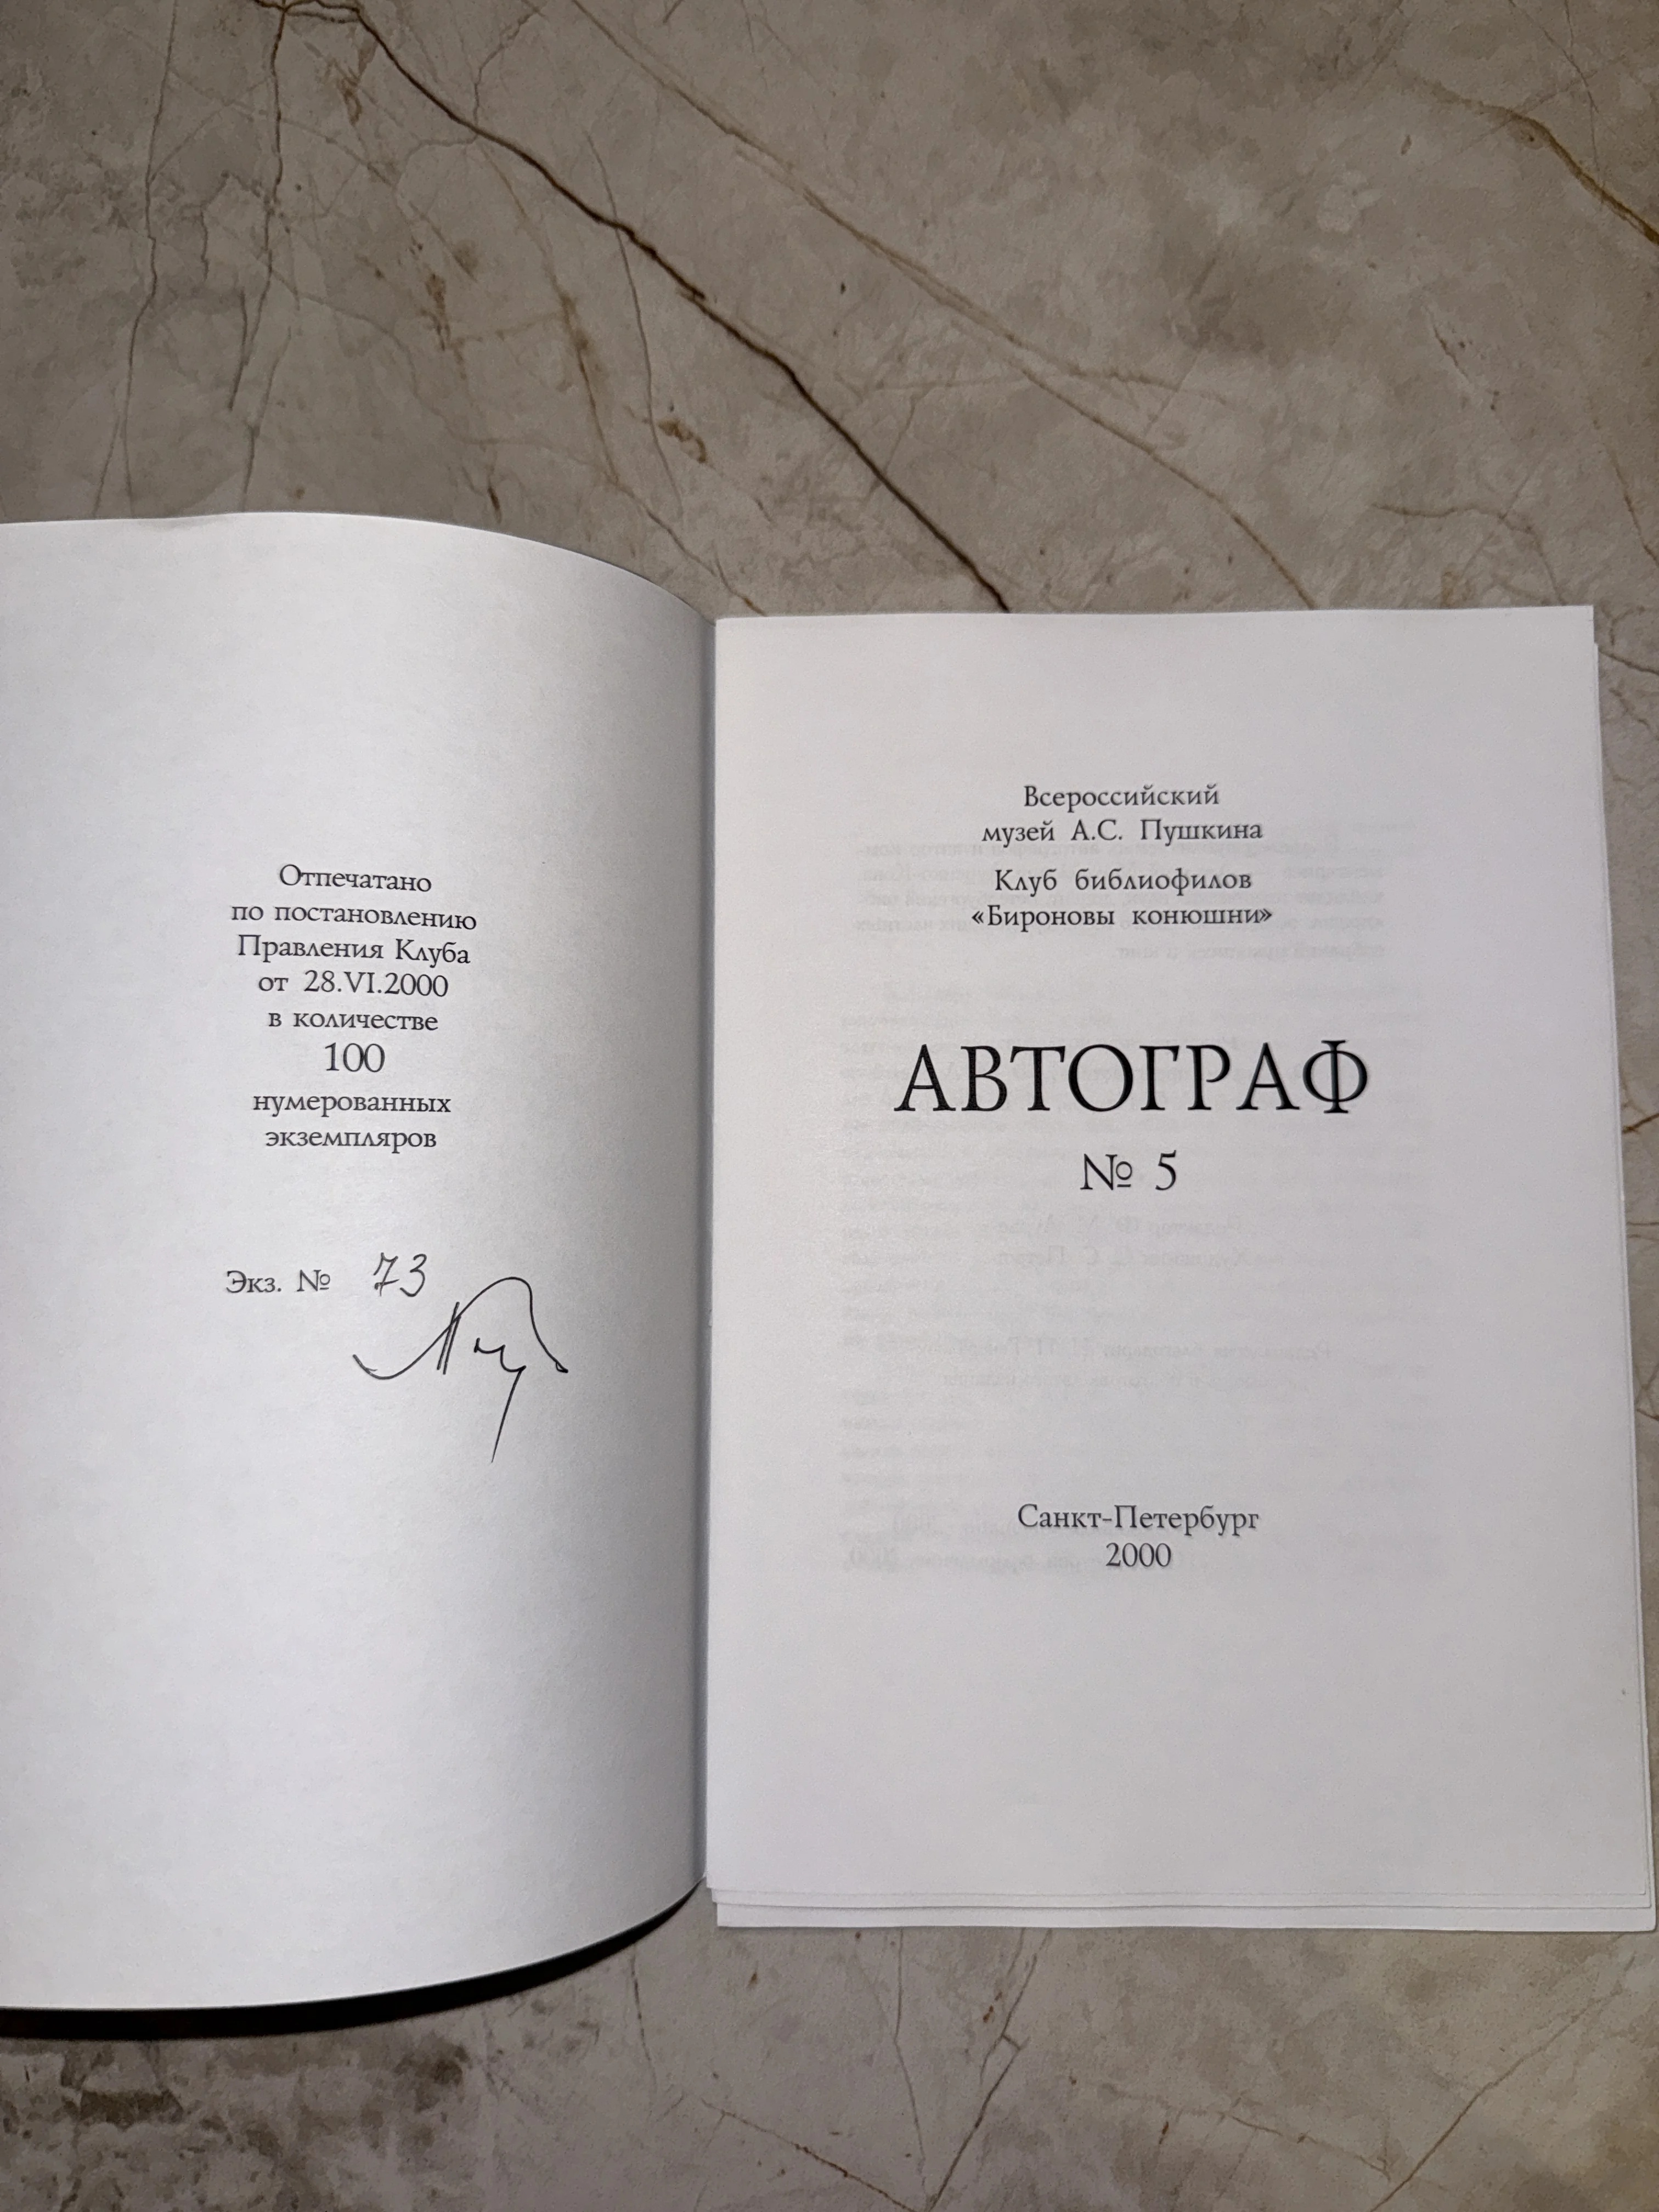 Отпечатано
по постановлению
Правления Клуба
от 28.VI.2000
в количестве
100
нумерованных
экземпляров
Экз. № 73
Всероссийский
музей А.С. Пушкина
Клуб библиофилов
«Бироновы конюшни»
АВТОГРАФ
№ 5
Санкт-Петербург
2000